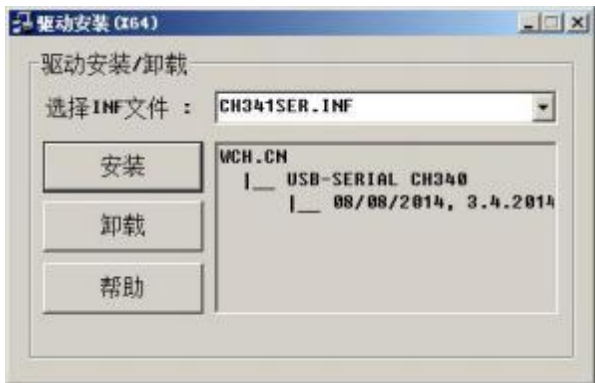 驱动安装(X64)
驱动安装/卸载
选择INF文件 :
CH341SER.INF
安装
WCH.CN
|__ USB-SERIAL CH340
|__ 08/08/2014, 3.4.2014
卸载
帮助